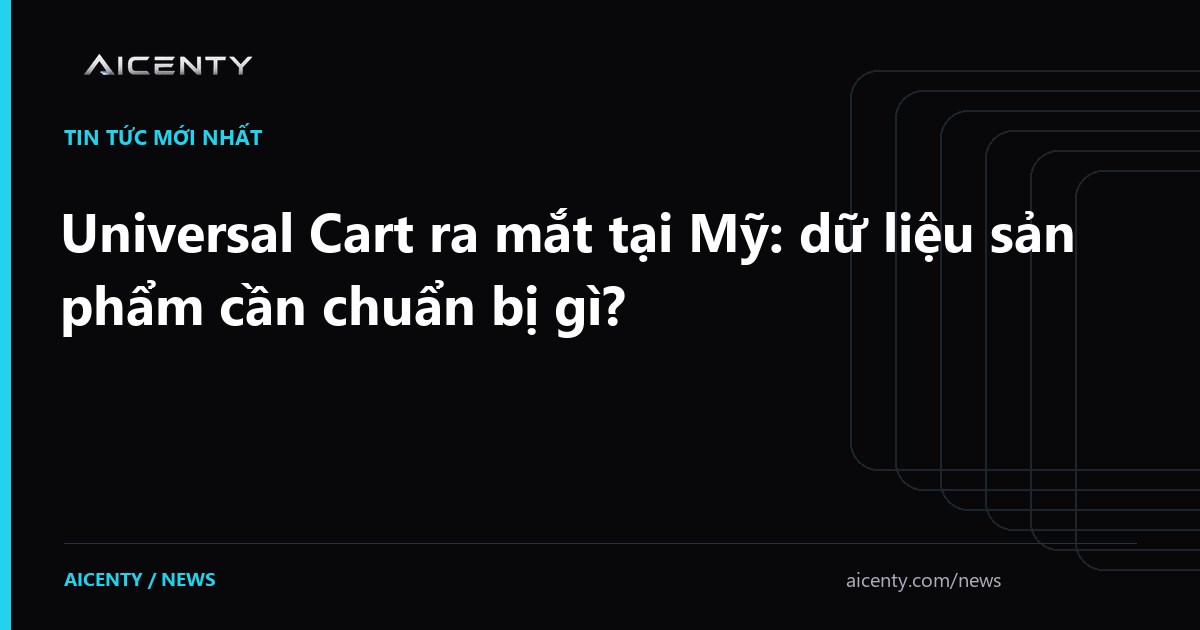 AICENTY
TIN TỨC MỚI NHẤT
Universal Cart ra mắt tại Mỹ: dữ liệu sản
phẩm cần chuẩn bị gì?
AICENTY / NEWS
aicenty.com/news